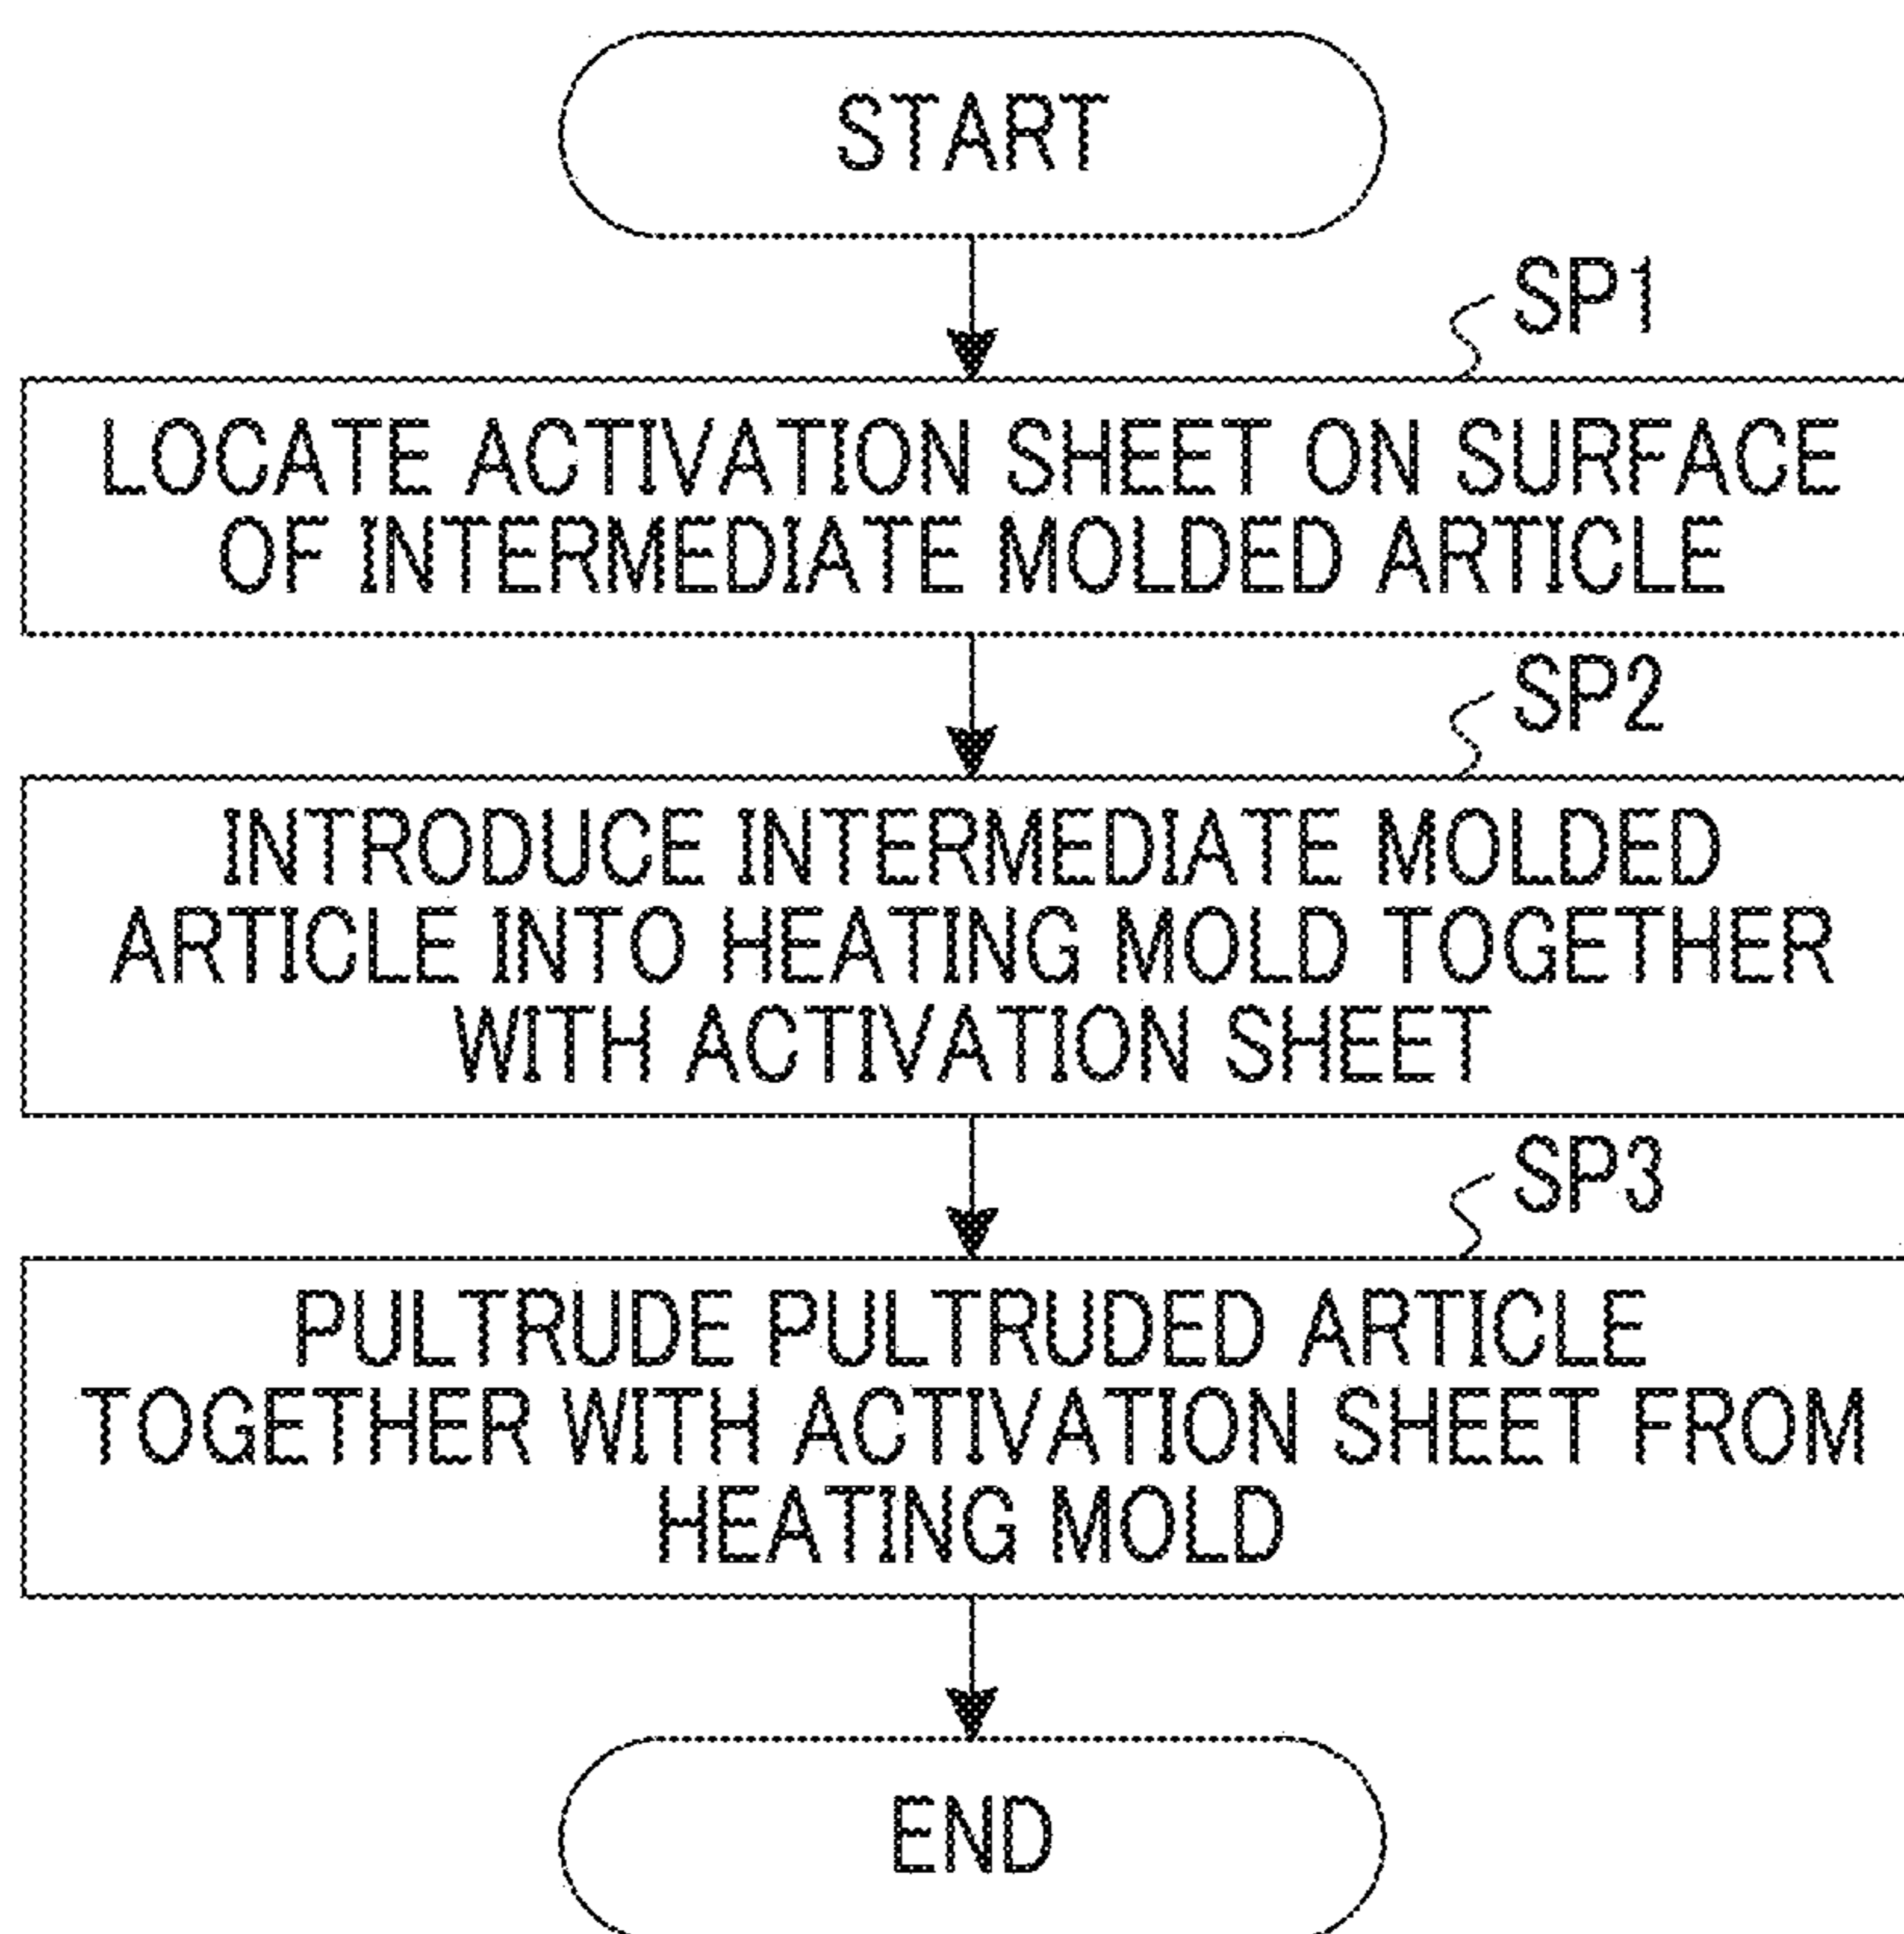 START
SP1
LOCATE ACTIVATION SHEET ON SURFACE
OF INTERMEDIATE MOLDED ARTICLE
SP2
INTRODUCE INTERMEDIATE MOLDED
ARTICLE INTO HEATING MOLD TOGETHER
WITH ACTIVATION SHEET
SP3
PULTRUDE PULTRUDED ARTICLE
TOGETHER WITH ACTIVATION SHEET FROM
HEATING MOLD
END